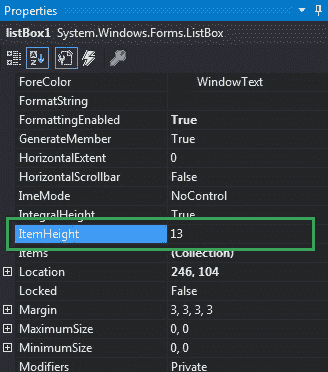 Properties
listBox1 System.Windows.Forms.ListBox
ForeColor WindowText
FormatString
FormattingEnabled True
GenerateMember True
HorizontalExtent 0
HorizontalScrollbar False
ImeMode NoControl
IntegralHeight True
ItemHeight 13
Items (Collection)
Location 246, 104
Locked False
Margin 3, 3, 3, 3
MaximumSize 0, 0
MinimumSize 0, 0
Modifiers Private